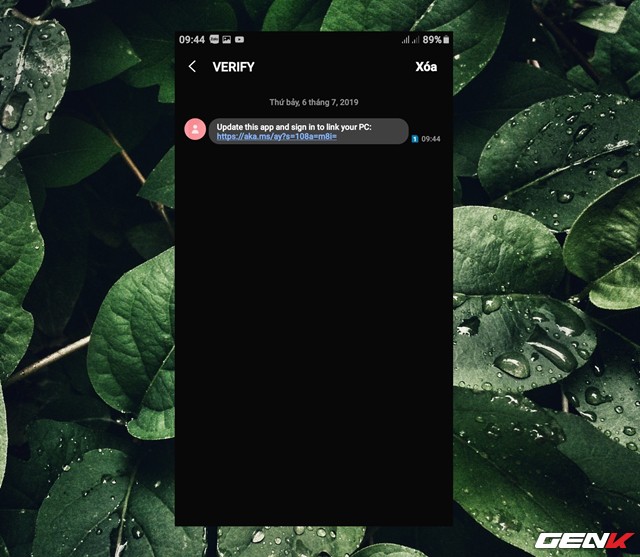 09:44 89%
VERIFY Xóa
Thứ bảy, 6 tháng 7, 2019
Update this app and sign in to link your PC:
https://aka.ms/ay?s=108a=m8i=
1 09:44
GENK